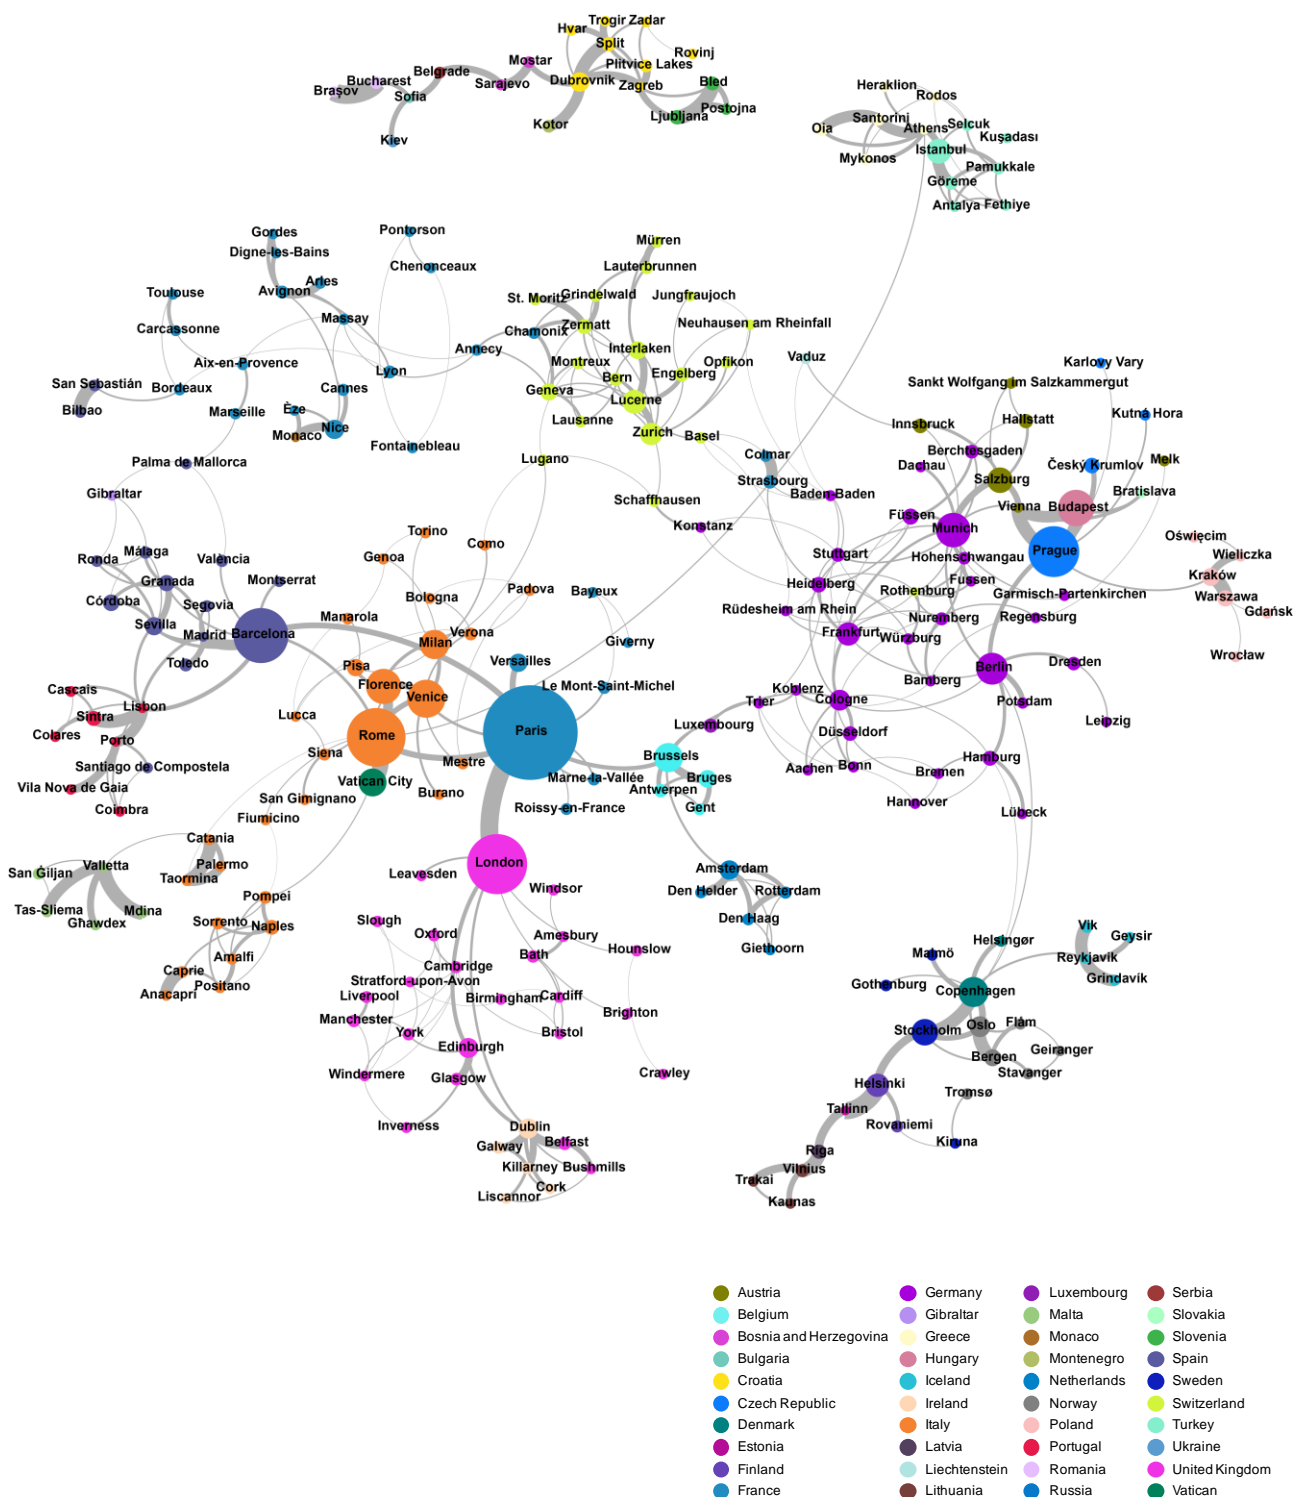 Trogir Zadar
Hvar
Split
Rovinj
Mostar
Plitvice Lakes
Belgrade
Bucharest
Dubrovnik
Bled
Brașov
Sofia
Sarajevo
Zagreb
Postojna
Ljubljana
Kotor
Kiev
Heraklion
Rodos
Santorini
Athens
Selcuk
Oia
Kuşadası
Istanbul
Mykonos
Pamukkale
Göreme
Antalya
Fethiye
Gordes
Pontorson
Digne-les-Bains
Mürren
Chenonceaux
Lauterbrunnen
Arles
Toulouse
Avignon
St. Moritz
Grindelwald
Jungfraujoch
Massay
Carcassonne
Chamonix
Zermatt
Neuhausen am Rheinfall
Annecy
Interlaken
Vaduz
Aix-en-Provence
Montreux
Opfikon
Karlovy Vary
Lyon
Bern
Engelberg
San Sebastián
Bordeaux
Cannes
Geneva
Sankt Wolfgang im Salzkammergut
Lucerne
Bilbao
Marseille
Èze
Lausanne
Hallstatt
Kutná Hora
Monaco
Nice
Zurich
Basel
Innsbruck
Fontainebleau
Colmar
Berchtesgaden
Palma de Mallorca
Lugano
Dachau
Český Krumlov
Melk
Strasbourg
Salzburg
Gibraltar
Schaffhausen
Baden-Baden
Bratislava
Vienna
Budapest
Konstanz
Füssen
Munich
Torino
Oświęcim
Como
Ronda
Málaga
Valencia
Genoa
Stuttgart
Hohenschwangau
Prague
Wieliczka
Granada
Montserrat
Heidelberg
Fussen
Kraków
Padova
Bayeux
Rothenburg
Garmisch-Partenkirchen
Warszawa
Córdoba
Segovia
Bologna
Rüdesheim am Rhein
Gdańsk
Manarola
Nuremberg
Regensburg
Sevilla
Madrid
Barcelona
Milan
Verona
Giverny
Frankfurt
Würzburg
Wrocław
Toledo
Pisa
Versailles
Berlin
Dresden
Florence
Venice
Le Mont-Saint-Michel
Koblenz
Bamberg
Cascais
Trier
Cologne
Potsdam
Sintra
Lisbon
Lucca
Luxembourg
Leipzig
Colares
Porto
Rome
Paris
Düsseldorf
Siena
Brussels
Hamburg
Santiago de Compostela
Mestre
Aachen
Bonn
Bremen
Vila Nova de Gaia
Vatican City
Marne-la-Vallée
Bruges
Antwerpen
San Gimignano
Burano
Hannover
Coimbra
Roissy-en-France
Gent
Lübeck
Fiumicino
Catania
San Giljan
Valletta
Palermo
London
Amsterdam
Taormina
Leavesden
Windsor
Den Helder
Rotterdam
Tas-Sliema
Mdina
Pompei
Għawdex
Sorrento
Naples
Slough
Den Haag
Oxford
Amesbury
Vik
Geysir
Hounslow
Giethoorn
Helsingør
Amalfi
Bath
Malmö
Reykjavik
Caprie
Cambridge
Positano
Stratford-upon-Avon
Gothenburg
Grindavík
Anacapri
Liverpool
Birmingham
Cardiff
Copenhagen
Manchester
Brighton
York
Bristol
Stockholm
Oslo
Flåm
Edinburgh
Bergen
Geiranger
Windermere
Glasgow
Crawley
Stavanger
Helsinki
Tromsø
Tallinn
Inverness
Dublin
Rovaniemi
Galway
Belfast
Kiruna
Rīga
Killarney
Bushmills
Vilnius
Trakai
Liscannor
Cork
Kaunas
Austria Germany Luxembourg Serbia
Belgium Gibraltar Malta Slovakia
Bosnia and Herzegovina Greece Monaco Slovenia
Bulgaria Hungary Montenegro Spain
Croatia Iceland Netherlands Sweden
Czech Republic Ireland Norway Switzerland
Denmark Italy Poland Turkey
Estonia Latvia Portugal Ukraine
Finland Liechtenstein Romania United Kingdom
France Lithuania Russia Vatican